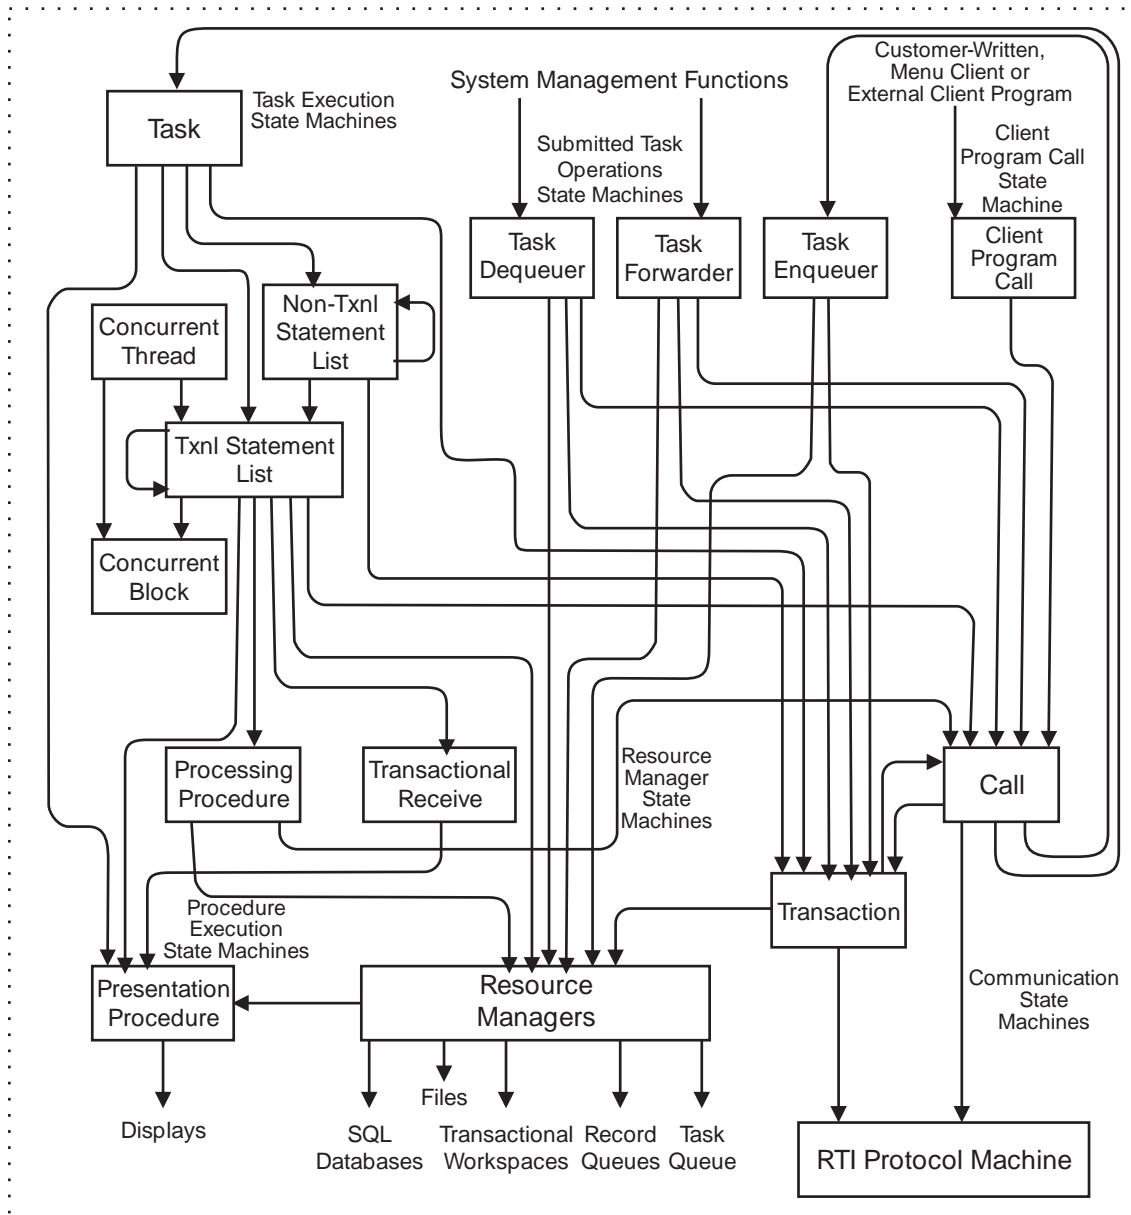 Customer-Written,
Menu Client or
External Client Program
System Management Functions
Task Execution
State Machines
Task
Submitted Task
Operations
State Machines
Client
Program Call
State
Machine
Task
Dequeuer
Task
Forwarder
Task
Enqueuer
Client
Program
Call
Non-Txnl
Statement
List
Concurrent
Thread
Txnl Statement
List
Concurrent
Block
Processing
Procedure
Transactional
Receive
Resource
Manager
State
Machines
Call
Procedure
Execution
State Machines
Transaction
Presentation
Procedure
Resource
Managers
Communication
State
Machines
Displays
Files
SQL
Databases
Transactional
Workspaces
Record
Queues
Task
Queue
RTI Protocol Machine